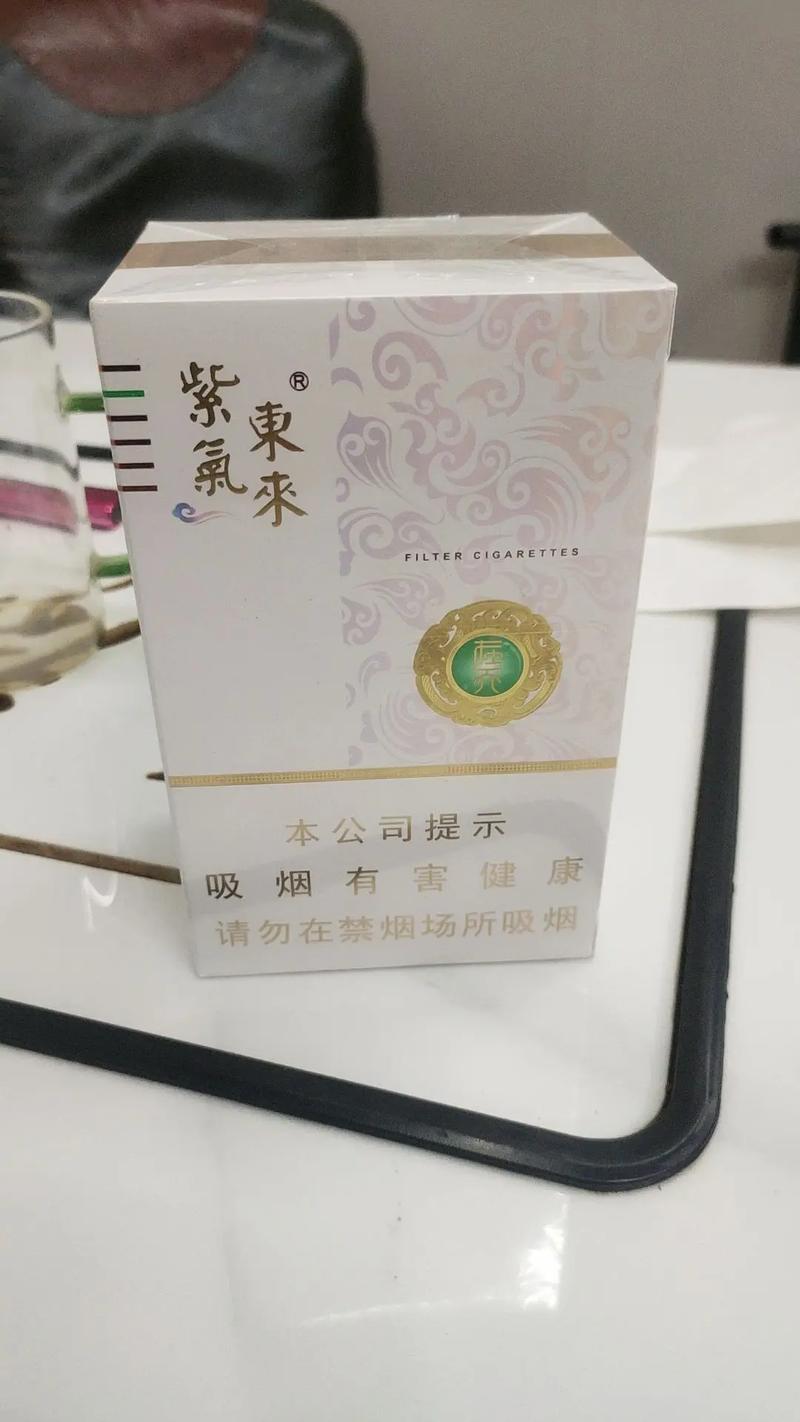 紫氣
東來
®
FILTER CIGARETTES
本公司提示
吸烟有害健康
请勿在禁烟场所吸烟